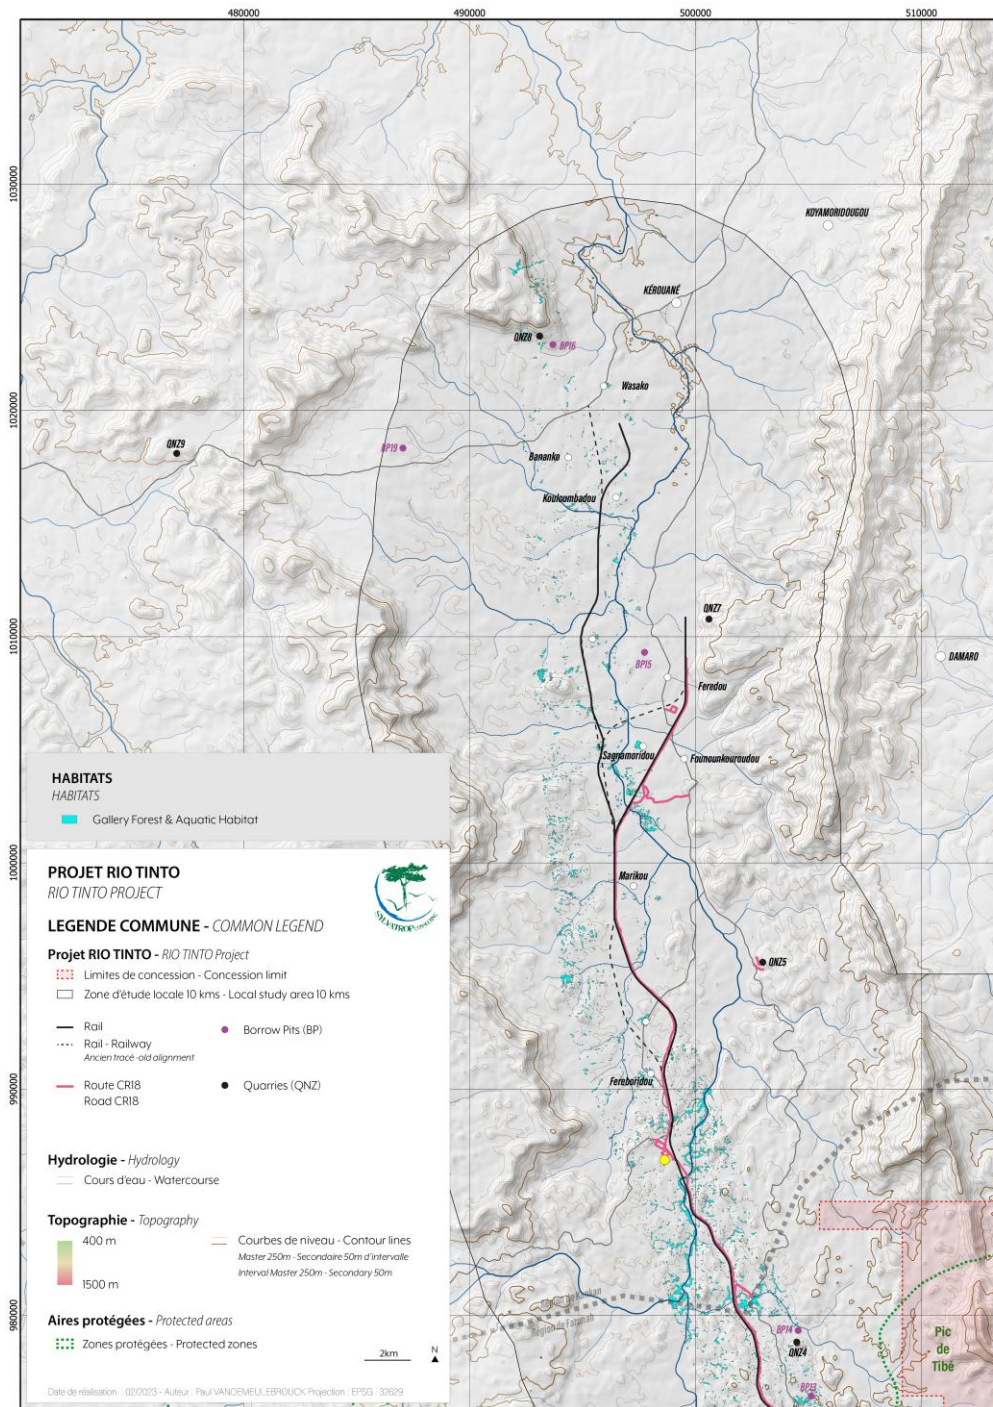 480000
490000
500000
510000
1030000
KOYAMORIDOUGOU
KÉROUANÉ
QNZ8
BP16
Wasako
1020000
QNZ9
BP19
Bananko
Kouloumbadou
QNZ7
1010000
BP15
DAMARO
Feredou
Sagnamoridou
Founounkouroudou
HABITATS
HABITATS
Gallery Forest & Aquatic Habitat
1000000
PROJET RIO TINTO
RIO TINTO PROJECT
SYLVATROP CONSULTING
Marikou
LEGENDE COMMUNE - COMMON LEGEND
Projet RIO TINTO - RIO TINTO Project
Limites de concession - Concession limit
Zone d'étude locale 10 kms - Local study area 10 kms
QNZ5
Rail
Borrow Pits (BP)
Rail - Railway
Ancien tracé -old alignment
Route CR18
Road CR18
Quarries (QNZ)
Fereboridou
990000
Hydrologie - Hydrology
Cours d'eau - Watercourse
Topographie - Topography
400 m
1500 m
Courbes de niveau - Contour lines
Master 250m - Secondaire 50m d'intervalle
Interval Master 250m - Secondary 50m
980000
Région de Faranah
Aires protégées - Protected areas
Zones protégées - Protected zones
2km
N
BP14
QNZ4
BP13
Pic
de
Tibé
Date de réalisation : 02/2023 - Auteur : Paul VANDEMEULEBROUCK Projection : EPSG : 32629